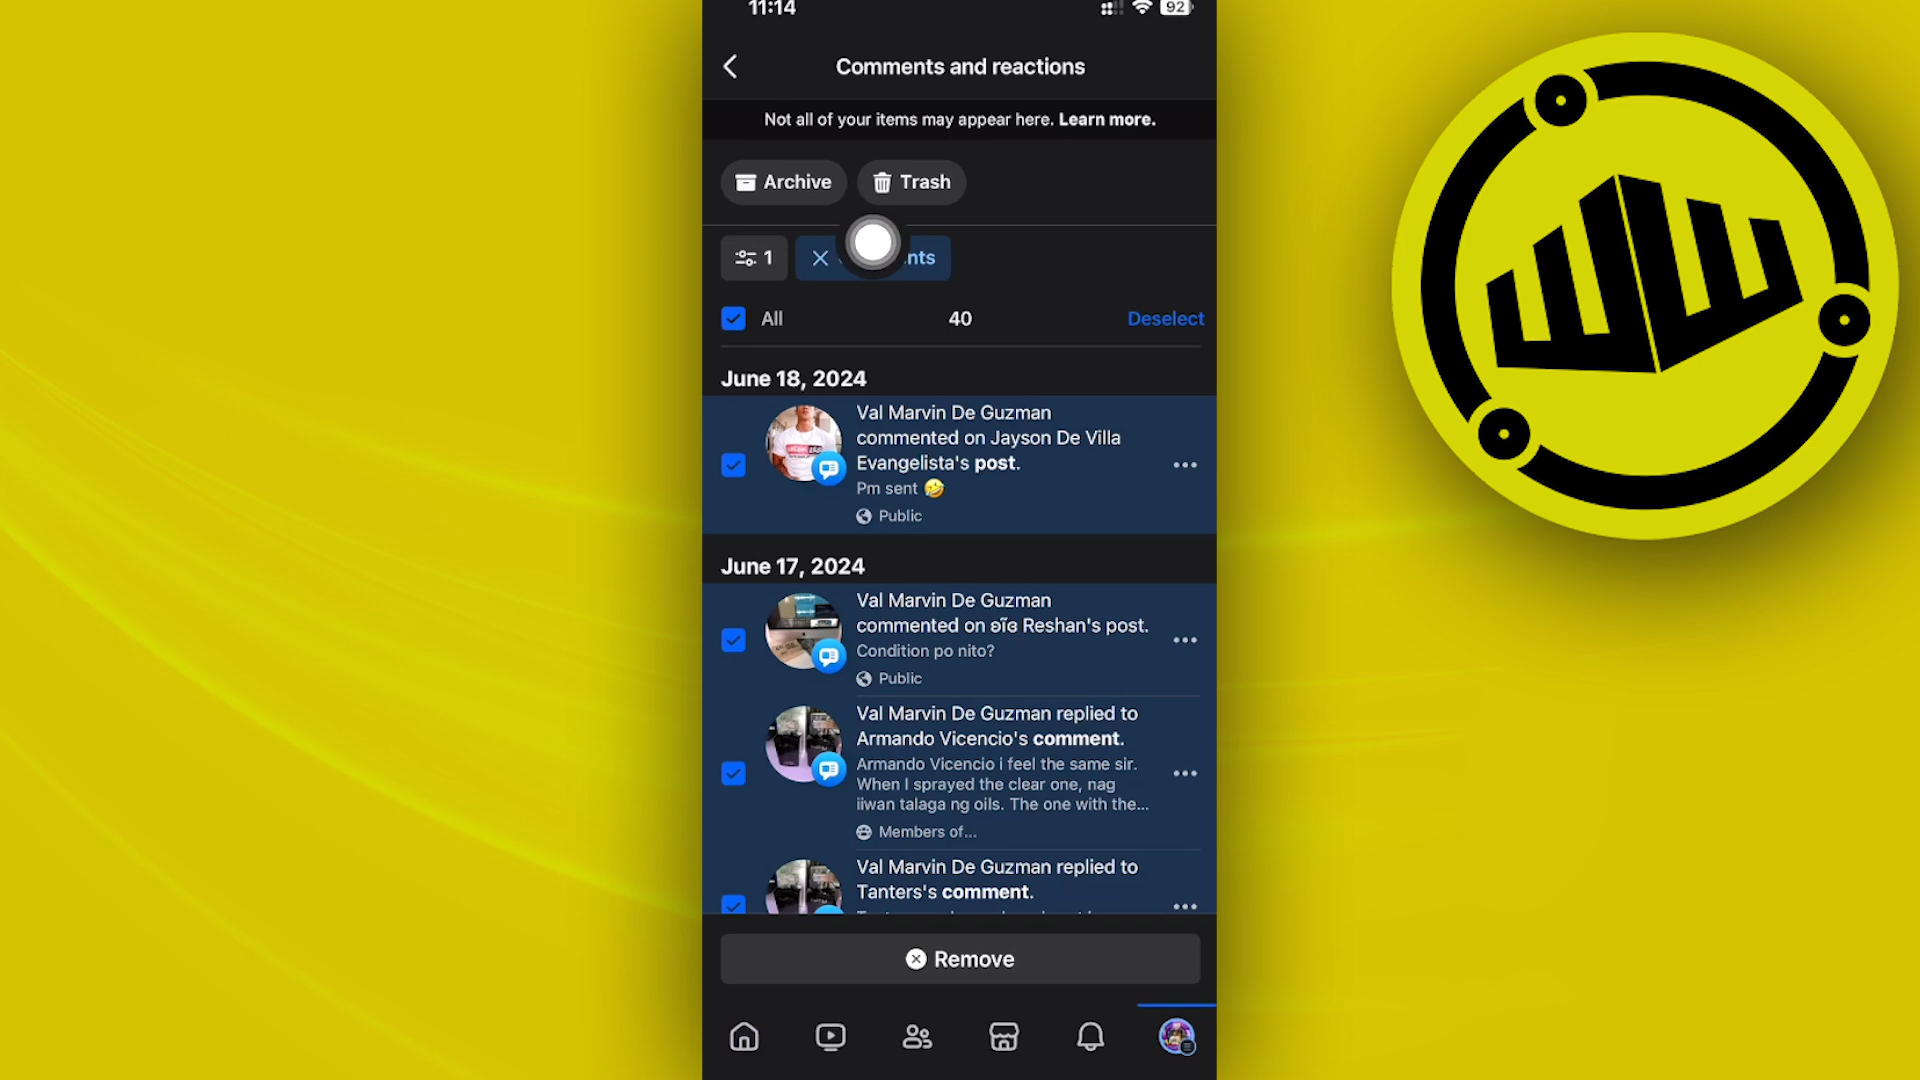 11:14
92
Comments and reactions
Not all of your items may appear here. Learn more.
Archive
Trash
1
nts
All
40
Deselect
June 18, 2024
Val Marvin De Guzman
commented on Jayson De Villa
Evangelista's post.
Pm sent 🤣
Public
June 17, 2024
Val Marvin De Guzman
commented on ʚĩɞ Reshan's post.
Condition po nito?
Public
Val Marvin De Guzman replied to
Armando Vicencio's comment.
Armando Vicencio i feel the same sir.
When I sprayed the clear one, nag
iiwan talaga ng oils. The one with the...
Members of...
Val Marvin De Guzman replied to
Tanters's comment.
Remove